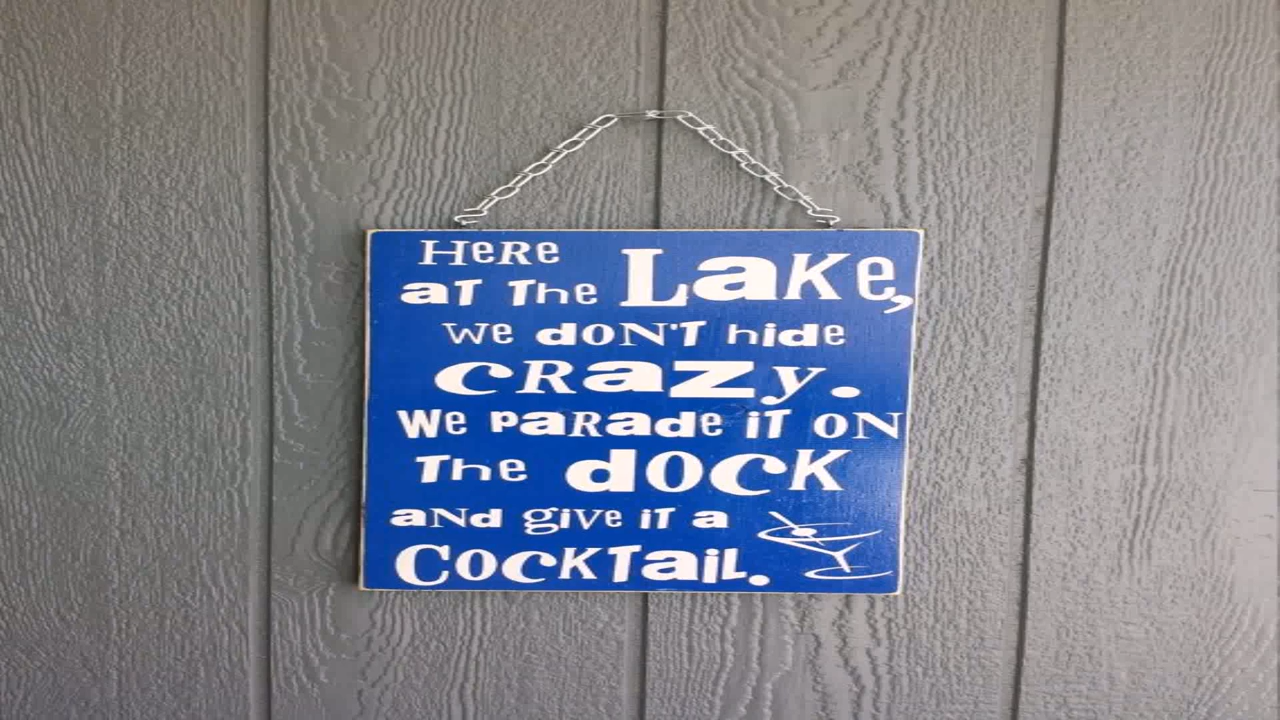 Here
at the Lake,
we don't hide
crazy.
We parade it on
The dock
and give it a
Cocktail.